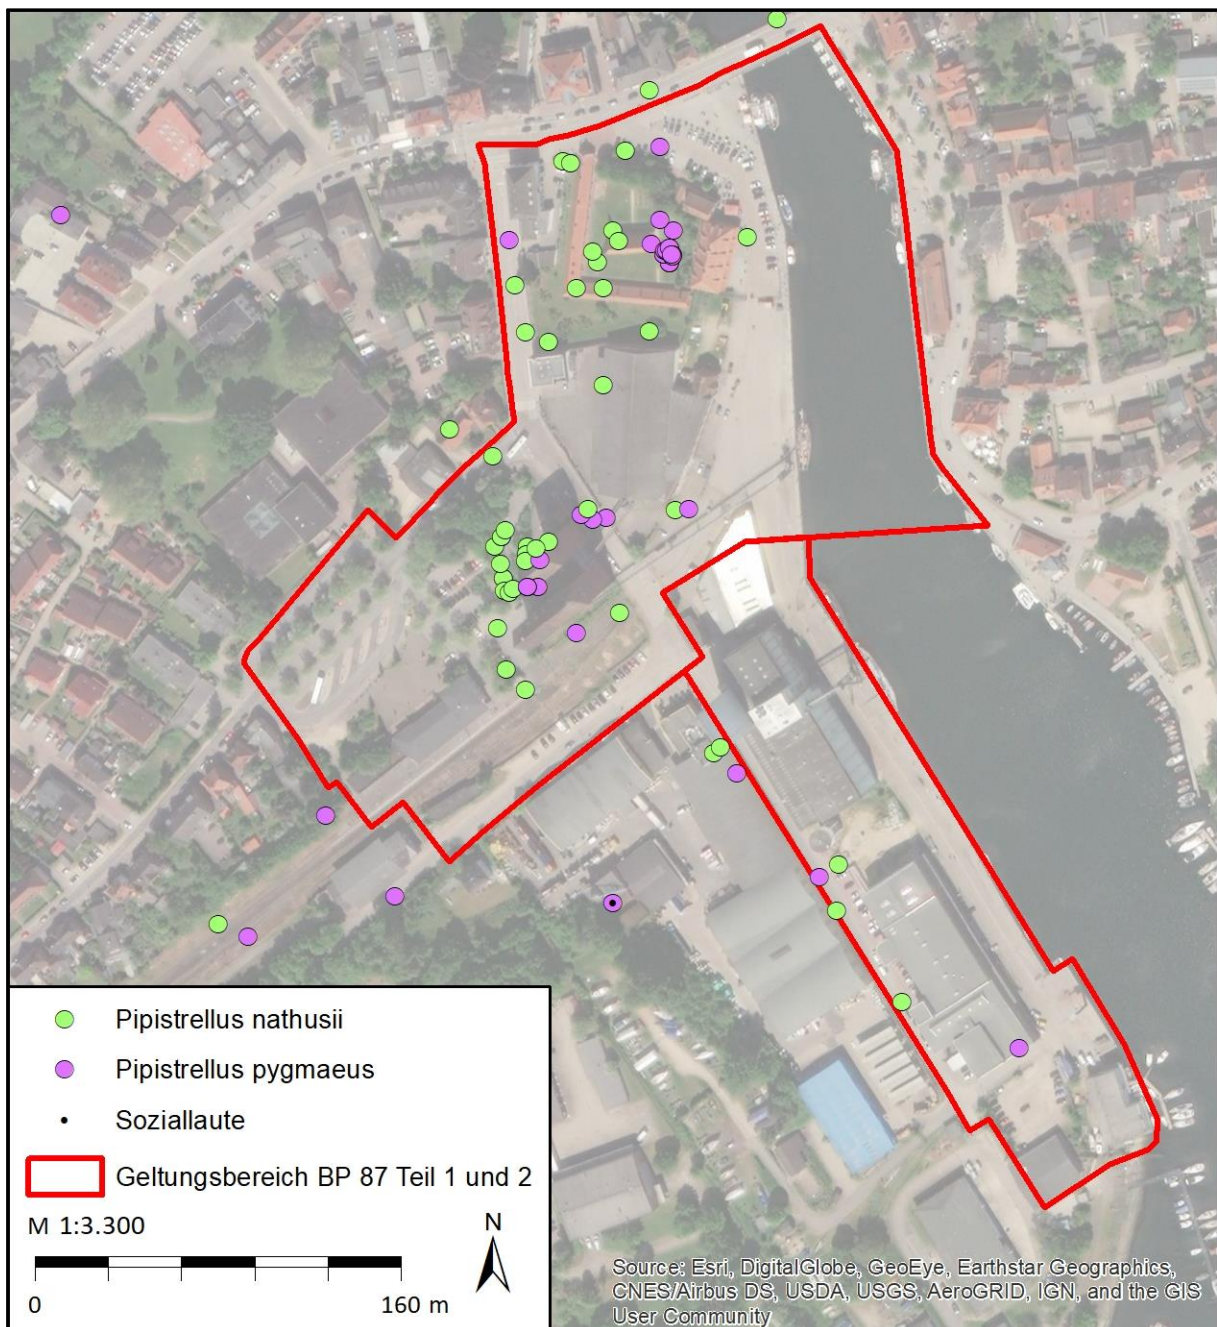 Pipistrellus nathusii
Pipistrellus pygmaeus
Soziallaute
Geltungsbereich BP 87 Teil 1 und 2
M 1:3.300
N
0 160 m
Source: Esri, DigitalGlobe, GeoEye, Earthstar Geographics,
CNES/Airbus DS, USDA, USGS, AeroGRID, IGN, and the GIS
User Community